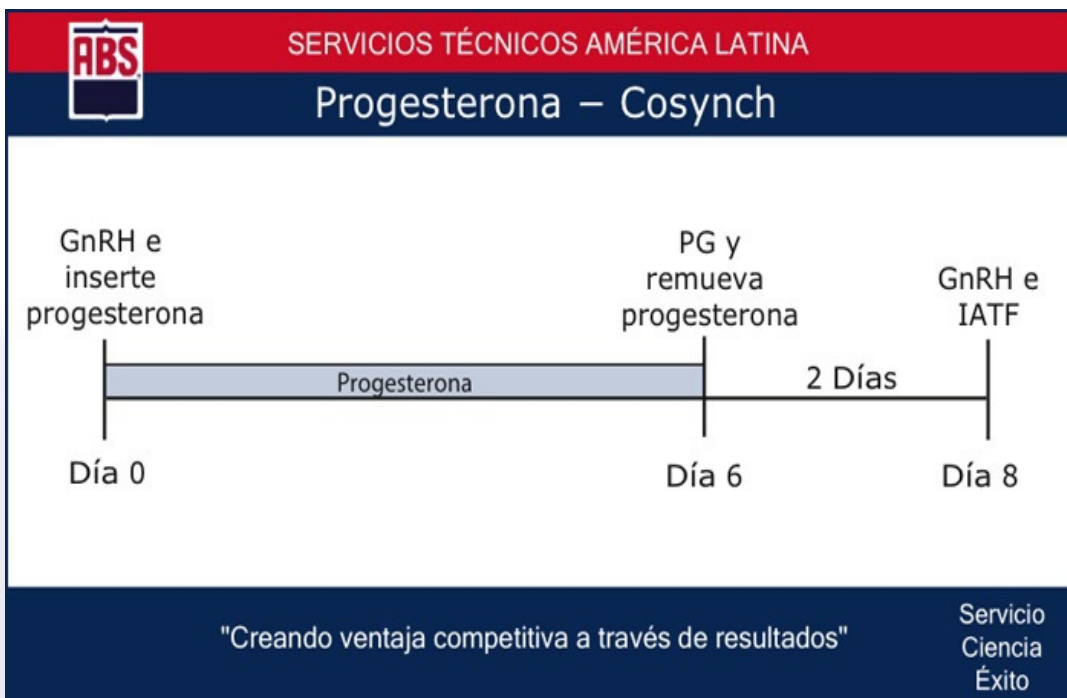 ABS
SERVICIOS TÉCNICOS AMÉRICA LATINA
Progesterona – Cosynch
GnRH e
inserte
progesterona
PG y
remueva
progesterona
GnRH e
IATF
Progesterona
2 Días
Día 0
Día 6
Día 8
"Creando ventaja competitiva a través de resultados"
Servicio
Ciencia
Éxito